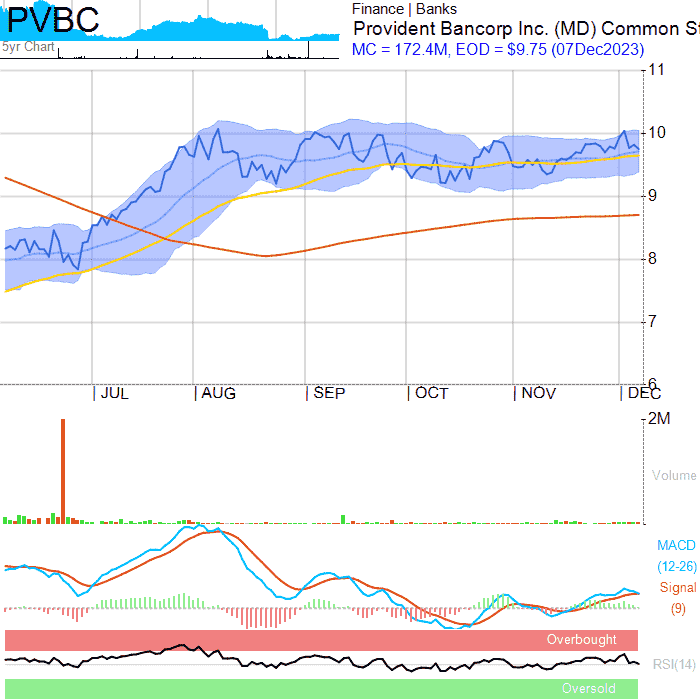 PVBC
5yr Chart
Finance | Banks
Provident Bancorp Inc. (MD) Common St
MC = 172.4M, EOD = $9.75 (07Dec2023)
11
10
9
8
7
6
JUL AUG SEP OCT NOV DEC
2M
Volume
MACD
(12-26)
Signal
(9)
Overbought
RSI(14)
Oversold